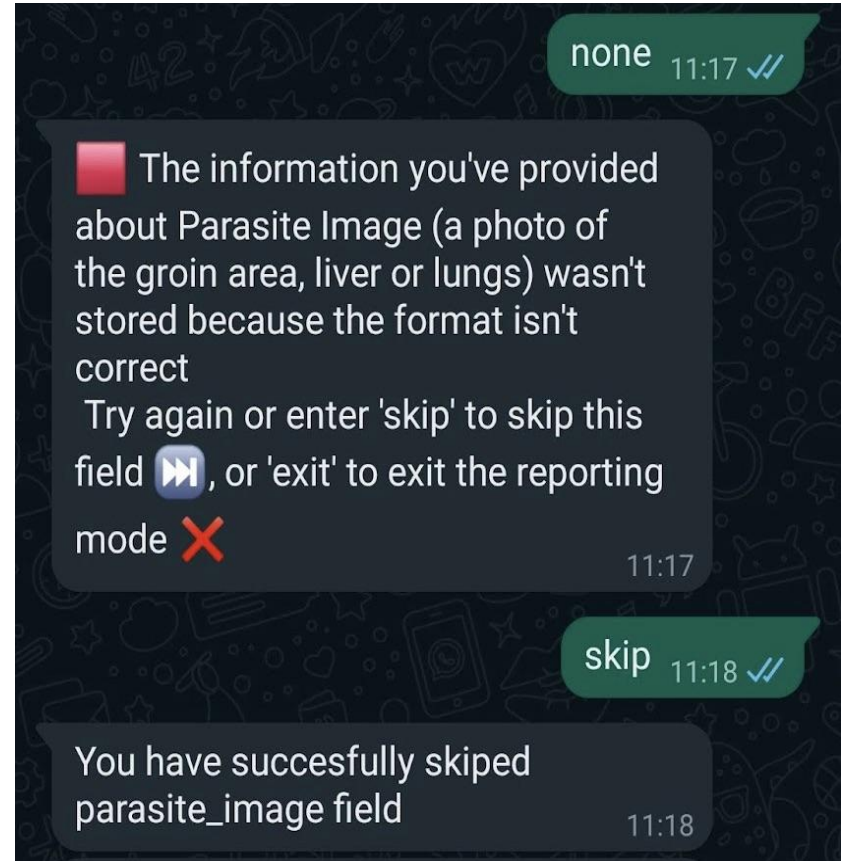 none 11:17
🟥 The information you've provided
about Parasite Image (a photo of
the groin area, liver or lungs) wasn't
stored because the format isn't
correct
Try again or enter 'skip' to skip this
field ⏭, or 'exit' to exit the reporting
mode ❌
11:17
skip 11:18
You have succesfully skiped
parasite_image field
11:18